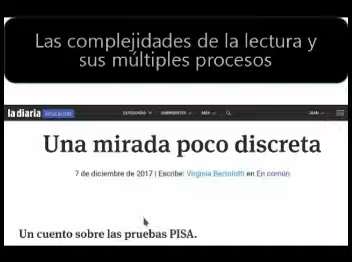 Las complejidades de la lectura y
sus múltiples procesos
la diaria
Una mirada poco discreta
7 de diciembre de 2017 | Escribe: Virginia Bertolotti en En común
Un cuento sobre las pruebas PISA.